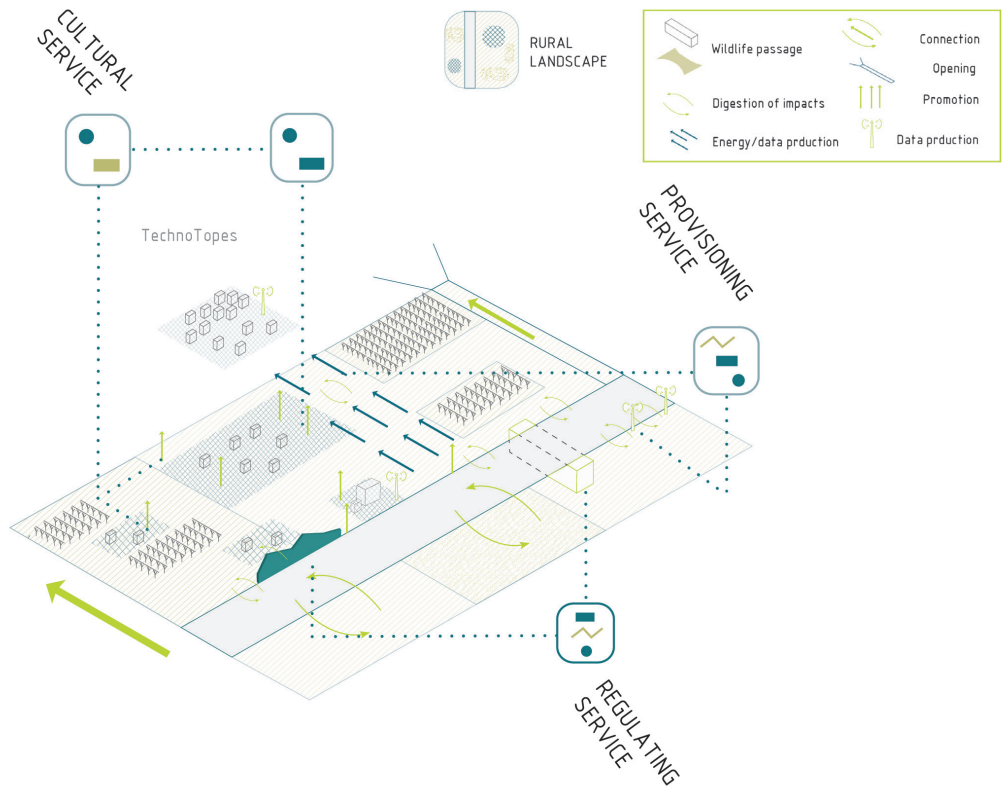 CULTURAL
SERVICE
RURAL
LANDSCAPE
Wildlife passage
Digestion of impacts
Energy/data prduction
Connection
Opening
Promotion
Data prduction
TechnoTopes
PROVISIONING
SERVICE
REGULATING
SERVICE